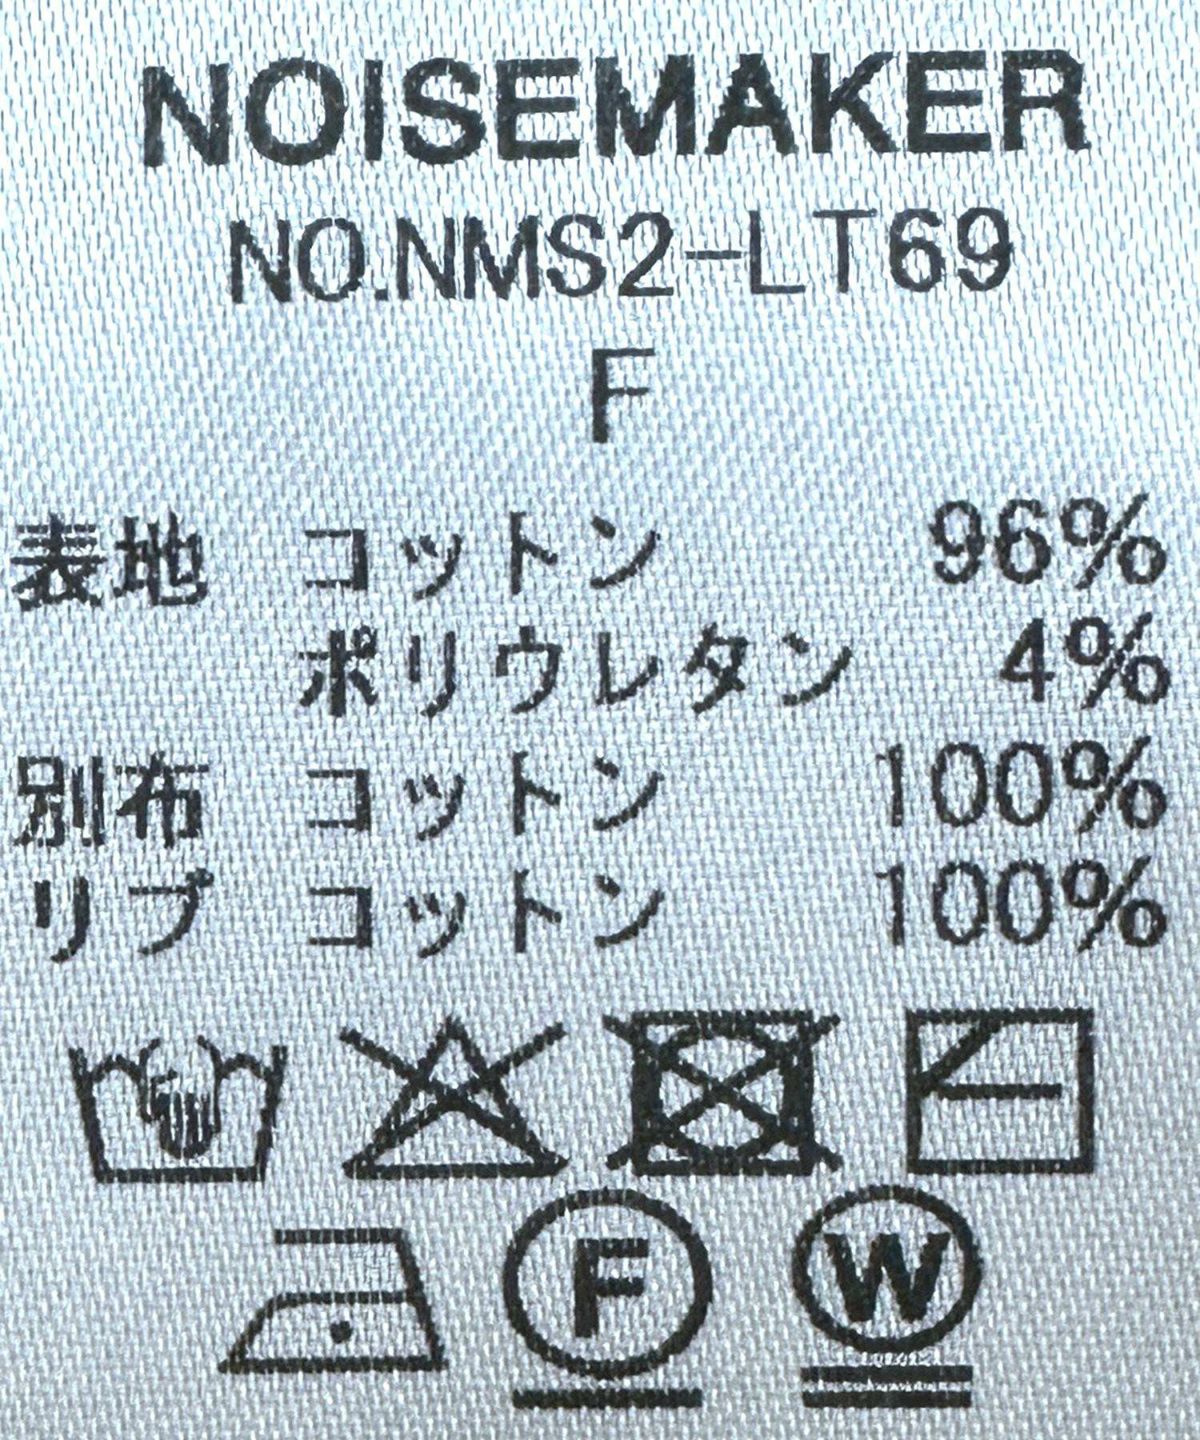 NOISEMAKER
NO.NMS2-LT69
F
表地 コットン 96%
ポリウレタン 4%
別布 コットン 100%
リブ コットン 100%
F W